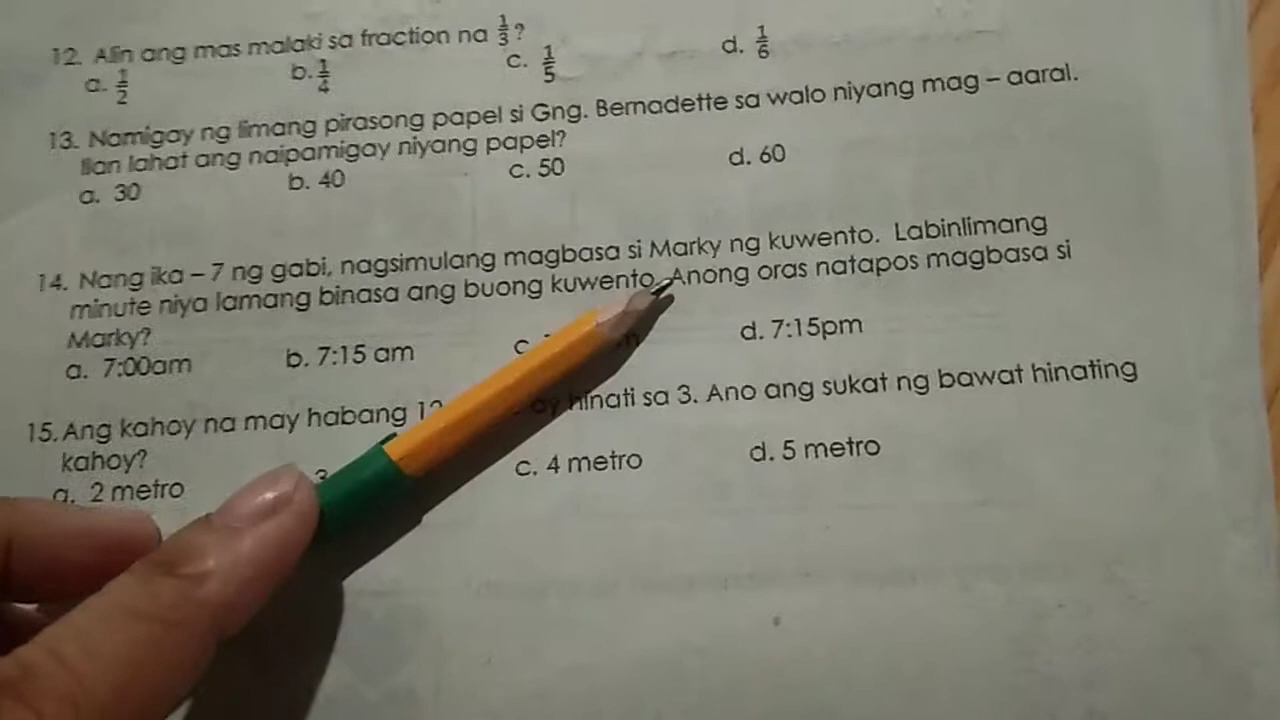 12. Alin ang mas malaki sa fraction na 1/3?
a. 1/2 b. 1/4 c. 1/5 d. 1/6
13. Namigay ng limang pirasong papel si Gng. Bernadette sa walo niyang mag – aaral.
Ilan lahat ang naipamigay niyang papel?
a. 30 b. 40 c. 50 d. 60
14. Nang ika – 7 ng gabi, nagsimulang magbasa si Marky ng kuwento. Labinlimang
minute niya lamang binasa ang buong kuwento. Anong oras natapos magbasa si
Marky?
a. 7:00am b. 7:15 am c. d. 7:15pm
15. Ang kahoy na may habang ay hinati sa 3. Ano ang sukat ng bawat hinating
kahoy?
a. 2 metro c. 4 metro d. 5 metro